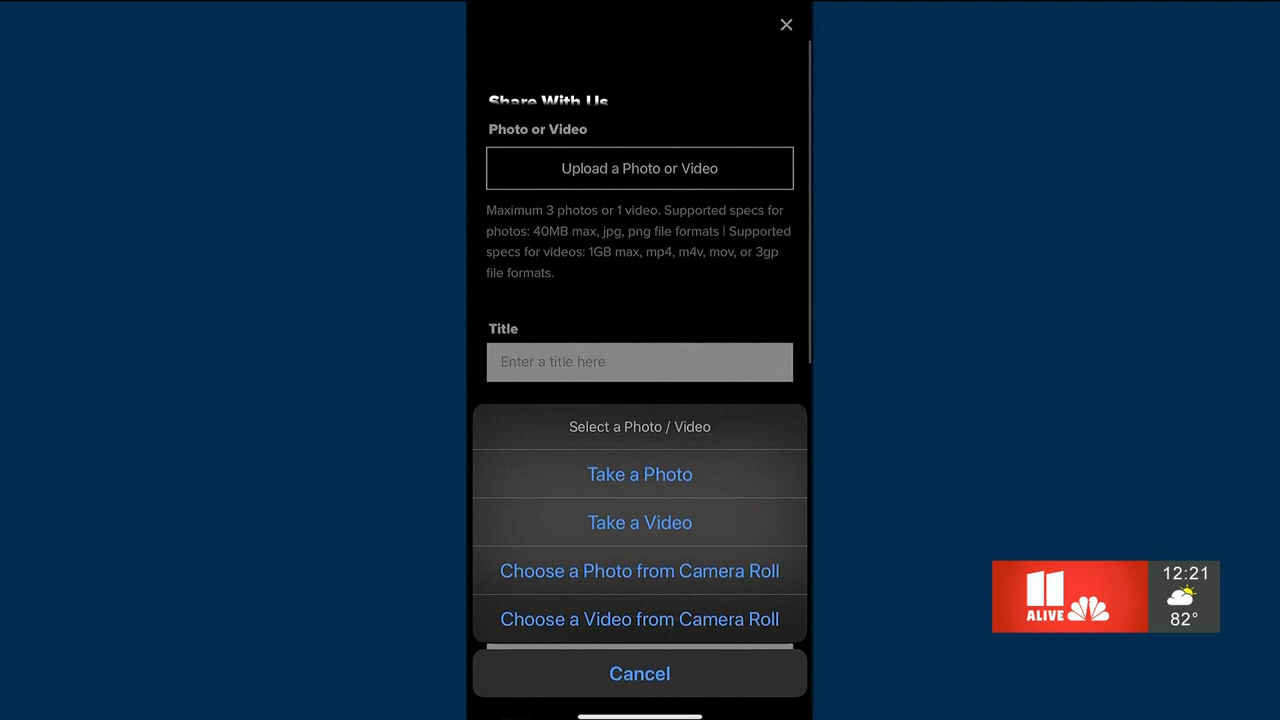 Share With Us
Photo or Video
Upload a Photo or Video
Maximum 3 photos or 1 video. Supported specs for
photos: 40MB max, jpg, png file formats | Supported
specs for videos: 1GB max, mp4, m4v, mov, or 3gp
file formats.
Title
Enter a title here
Select a Photo / Video
Take a Photo
Take a Video
Choose a Photo from Camera Roll
Choose a Video from Camera Roll
Cancel
11
ALIVE
12:21
82°